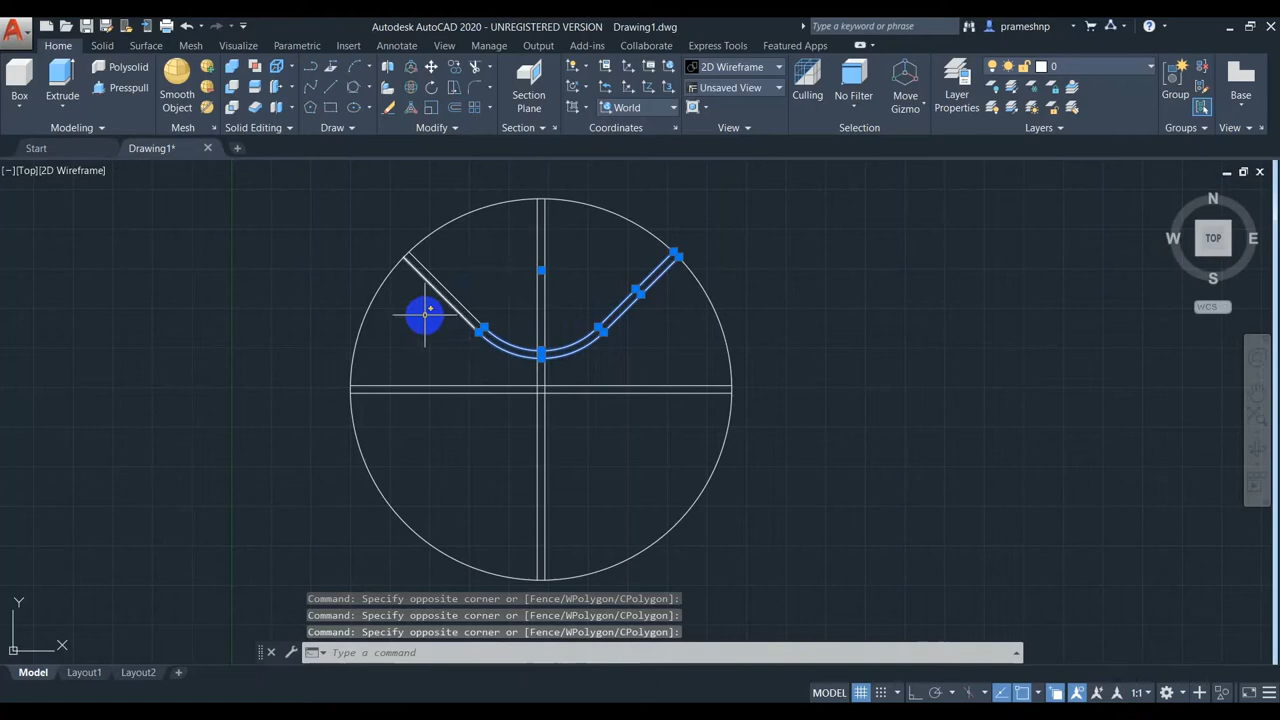 A Autodesk AutoCAD 2020 - UNREGISTERED VERSION Drawing1.dwg Type a keyword or phrase prameshnp
Home Solid Surface Mesh Visualize Parametric Insert Annotate View Manage Output Add-ins Collaborate Express Tools Featured Apps
Box Extrude Polysolid Presspull Smooth Object Section Plane 2D Wireframe Unsaved View World Culling No Filter Move Gizmo Layer Properties 0 Group Base
Modeling Mesh Solid Editing Draw Modify Section Coordinates View Selection Layers Groups View
Start Drawing1*
[−][Top][2D Wireframe]
N
W TOP E
S
WCS
Command: Specify opposite corner or [Fence/WPolygon/CPolygon]:
Y
Command: Specify opposite corner or [Fence/WPolygon/CPolygon]:
Command: Specify opposite corner or [Fence/WPolygon/CPolygon]:
X
Type a command
Model Layout1 Layout2
MODEL 1:1